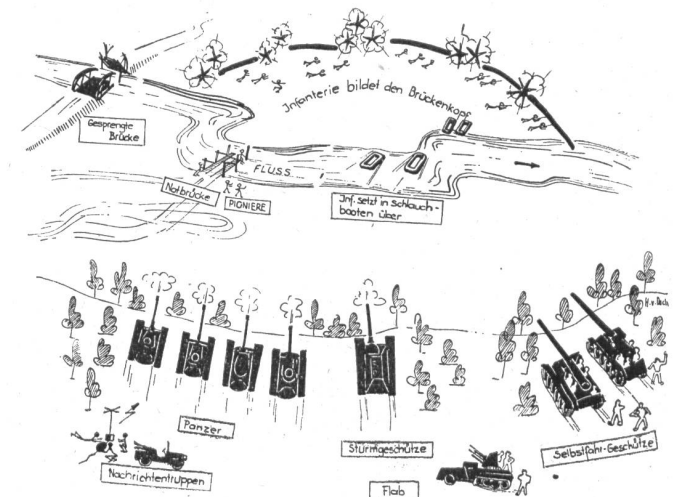 Infanterie bildet den Brückenkopf
Gesprengte
Brücke
FLUSS
Notbrücke
PIONIERE
Inf. setzt in Schlauch-
booten über
H.v.Dach
Panzer
Sturmgeschütze
Selbstfahr-Geschütze
Nachrichtentruppen
Flab